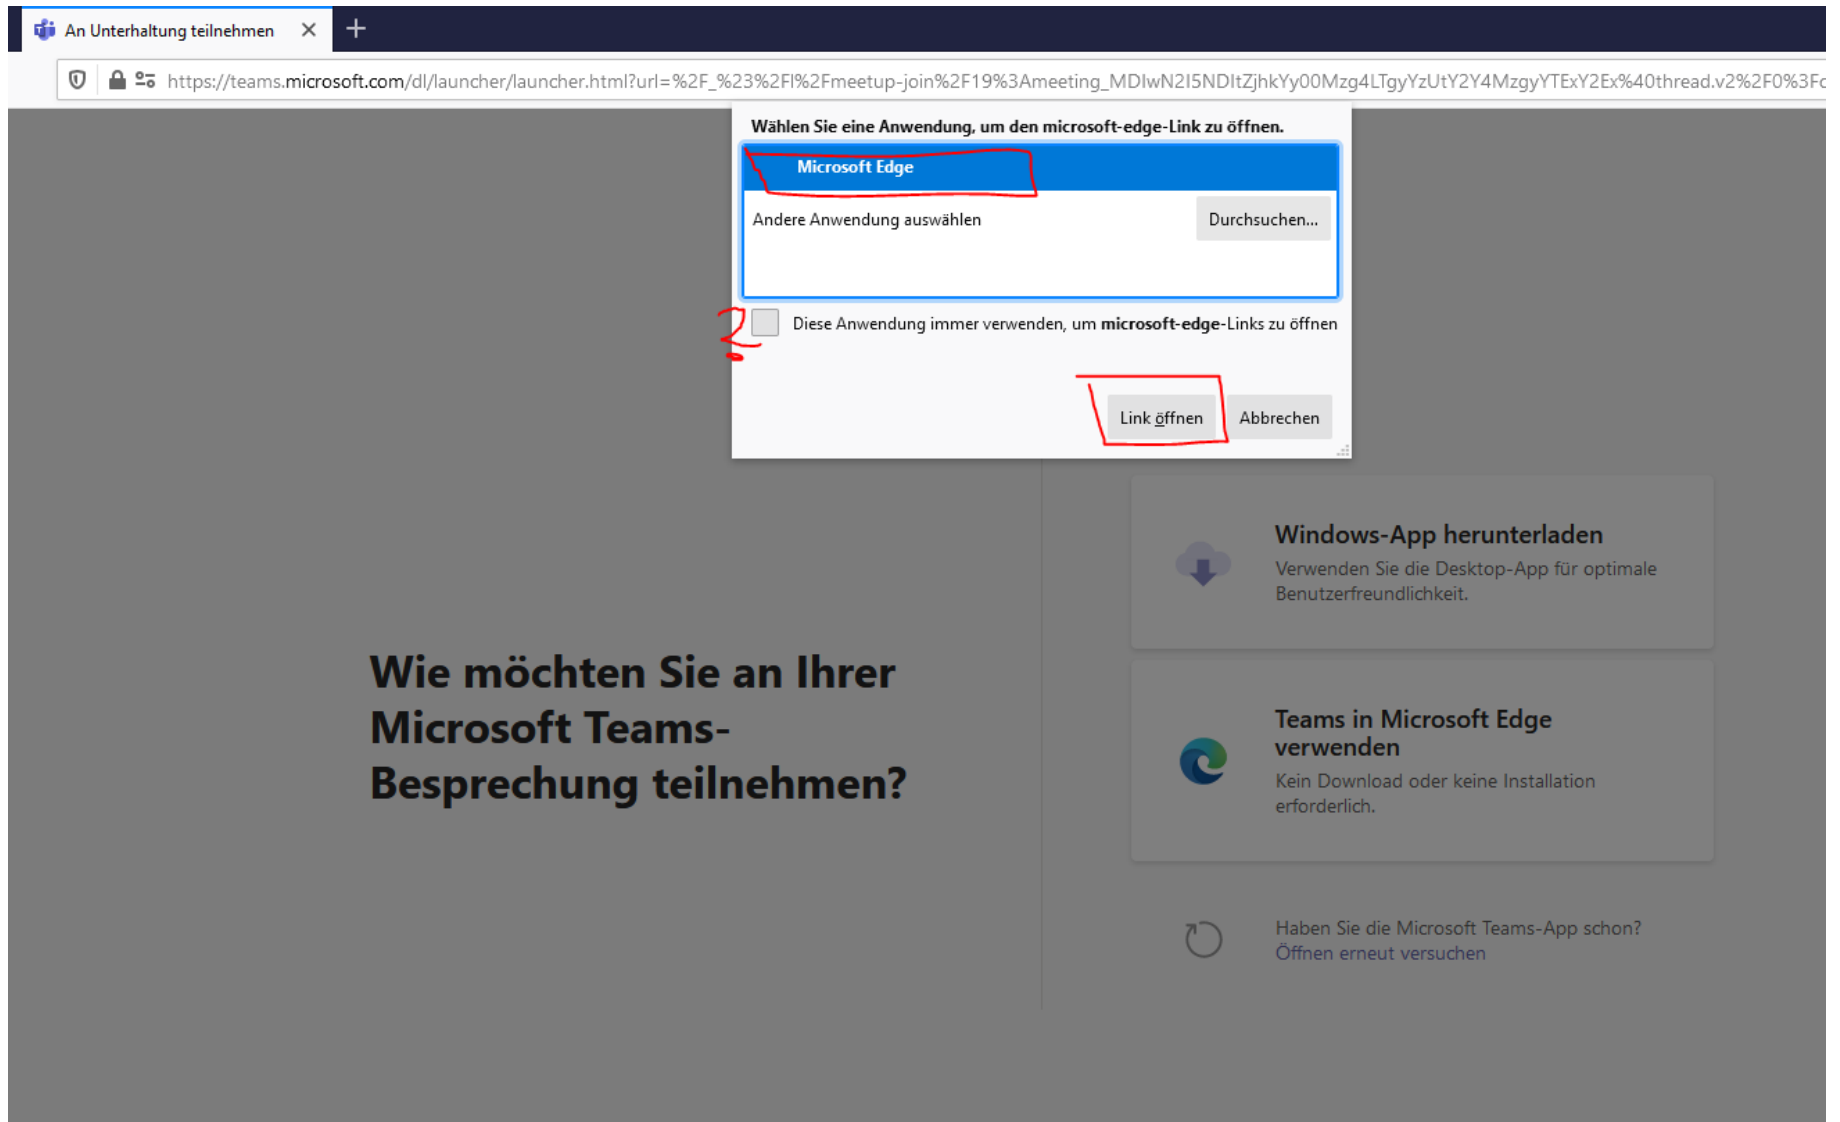 An Unterhaltung teilnehmen
https://teams.microsoft.com/dl/launcher/launcher.html?url=%2F_%23%2Fl%2Fmeetup-join%2F19%3Ameeting_MDIwN2I5NDItZjhkYy00Mzg4LTgyYzUtY2Y4MzgyYTExY2Ex%40thread.v2%2F0%3Fc
Wählen Sie eine Anwendung, um den microsoft-edge-Link zu öffnen.
Microsoft Edge
Andere Anwendung auswählen
Durchsuchen...
?
Diese Anwendung immer verwenden, um microsoft-edge-Links zu öffnen
Link öffnen
Abbrechen
Wie möchten Sie an Ihrer
Microsoft Teams-
Besprechung teilnehmen?
Windows-App herunterladen
Verwenden Sie die Desktop-App für optimale
Benutzerfreundlichkeit.
Teams in Microsoft Edge
verwenden
Kein Download oder keine Installation
erforderlich.
Haben Sie die Microsoft Teams-App schon?
Öffnen erneut versuchen